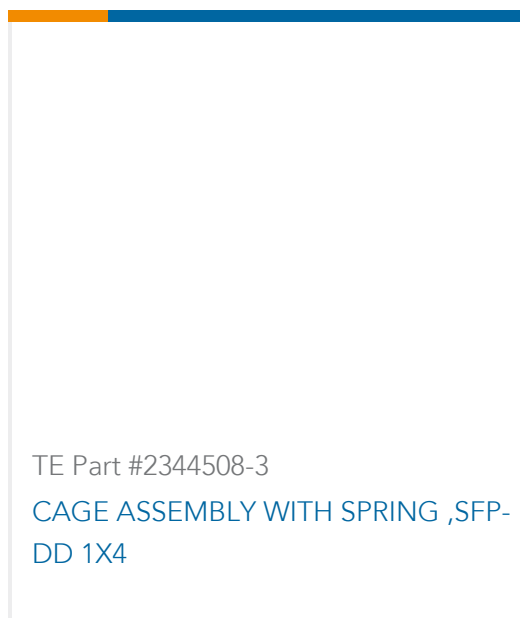 TE Part #2344508-3
CAGE ASSEMBLY WITH SPRING ,SFP-
DD 1X4